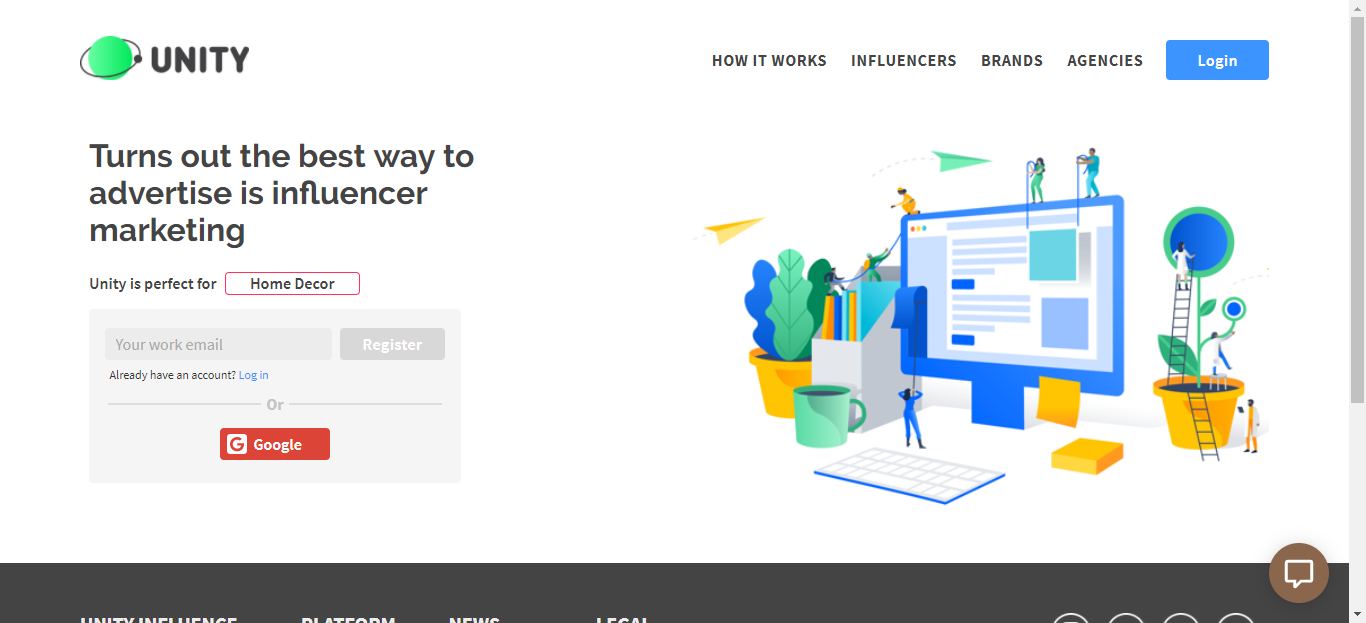 UNITY
HOW IT WORKS
INFLUENCERS
BRANDS
AGENCIES
Login
Turns out the best way to
advertise is influencer
marketing
Unity is perfect for
Home Decor
Your work email
Register
Already have an account? Log in
Or
G Google
UNITY INFLUENCE
PLATFORM
NEWS
LEGAL